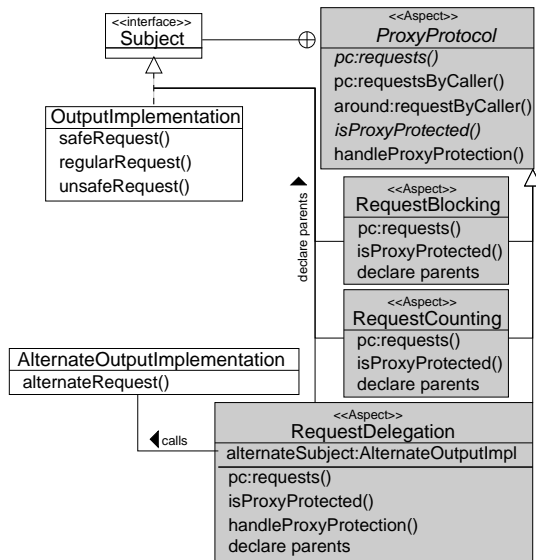 <<interface>>
Subject
<<Aspect>>
ProxyProtocol
pc:requests()
pc:requestsByCaller()
around:requestByCaller()
isProxyProtected()
handleProxyProtection()
OutputImplementation
safeRequest()
regularRequest()
unsafeRequest()
declare parents
<<Aspect>>
RequestBlocking
pc:requests()
isProxyProtected()
declare parents
<<Aspect>>
RequestCounting
pc:requests()
isProxyProtected()
declare parents
AlternateOutputImplementation
alternateRequest()
calls
<<Aspect>>
RequestDelegation
alternateSubject:AlternateOutputImpl
pc:requests()
isProxyProtected()
handleProxyProtection()
declare parents